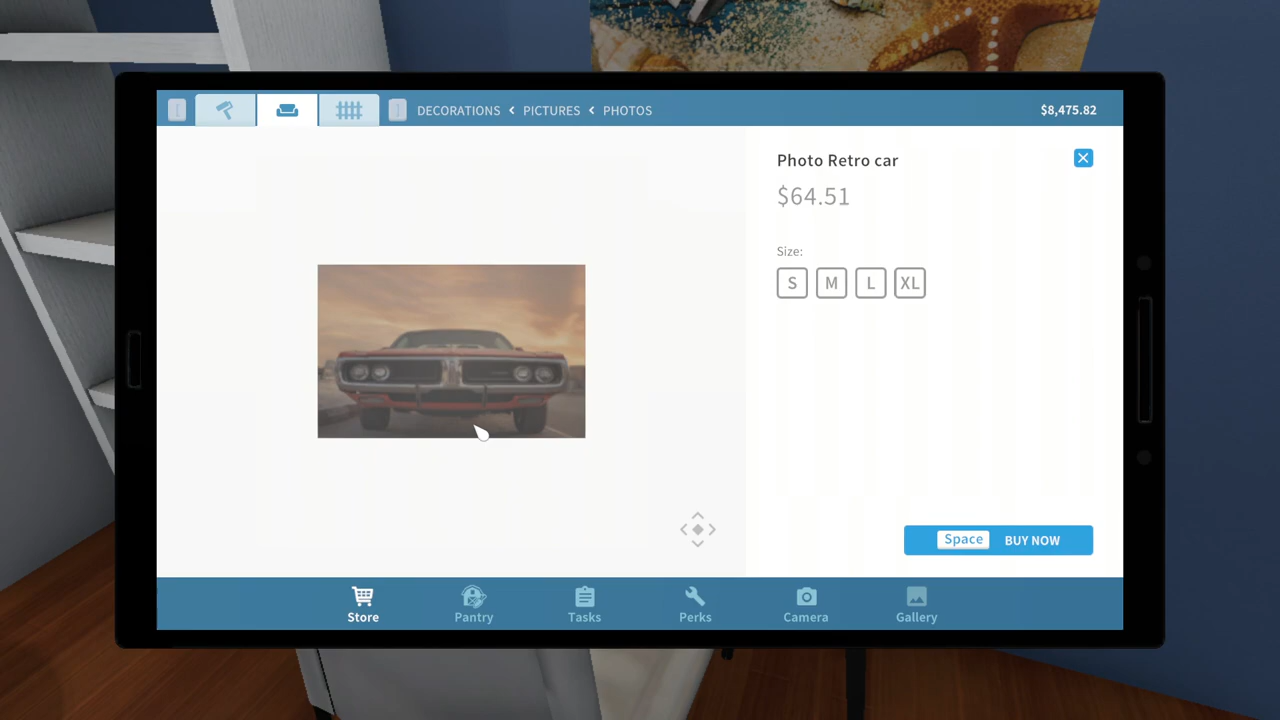 [
]
DECORATIONS < PICTURES < PHOTOS
$8,475.82
Photo Retro car
$64.51
Size:
S M L XL
Space BUY NOW
Store Pantry Tasks Perks Camera Gallery